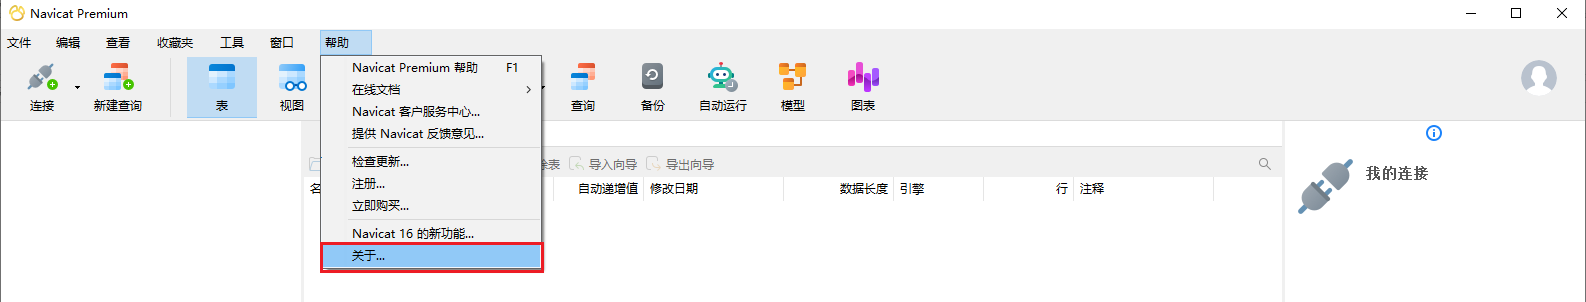 Navicat Premium
文件 编辑 查看 收藏夹 工具 窗口 帮助
连接 新建查询 表 视图 查询 备份 自动运行 模型 图表
Navicat Premium 帮助 F1
在线文档
Navicat 客户服务中心...
提供 Navicat 反馈意见...
检查更新...
注册...
立即购买...
Navicat 16 的新功能...
关于...
除表 导入向导 导出向导
名 自动递增值 修改日期 数据长度 引擎 行 注释
我的连接